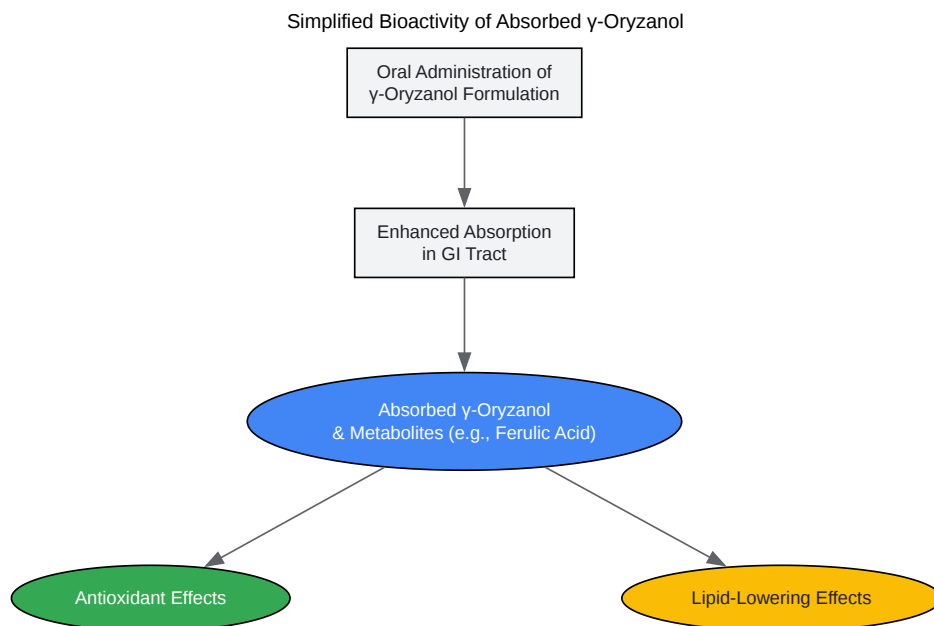 Simplified Bioactivity of Absorbed γ-Oryzanol
Oral Administration of
γ-Oryzanol Formulation
Enhanced Absorption
in GI Tract
Absorbed γ-Oryzanol
& Metabolites (e.g., Ferulic Acid)
Antioxidant Effects
Lipid-Lowering Effects